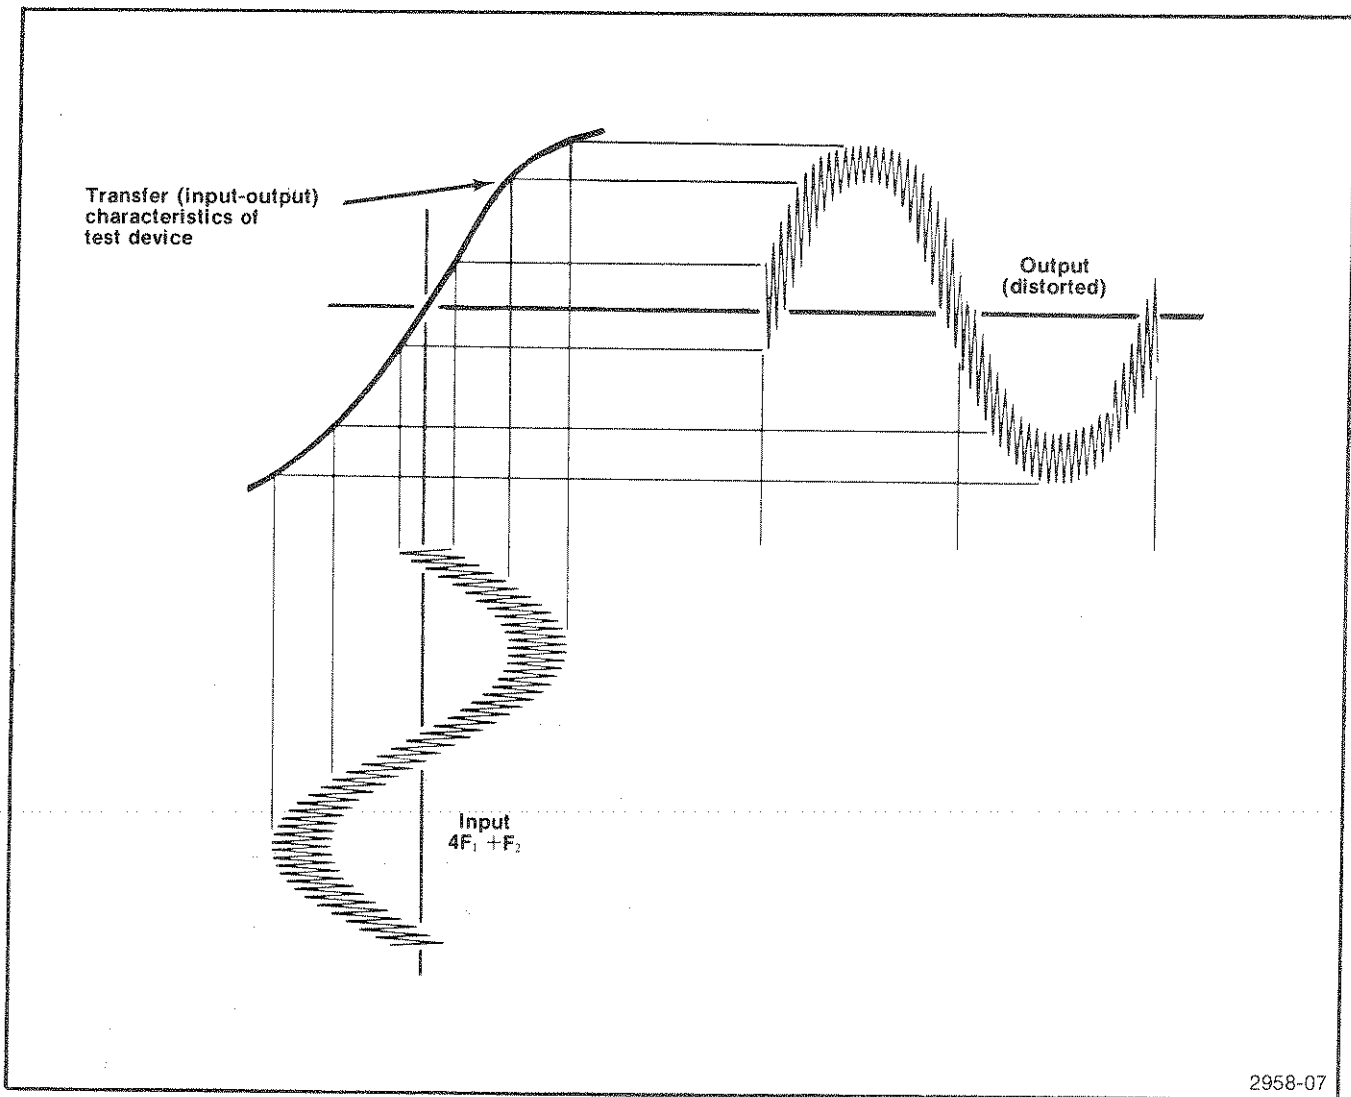 Transfer (input-output)
characteristics of
test device
Output
(distorted)
Input
4F₁ +F₂
2958-07